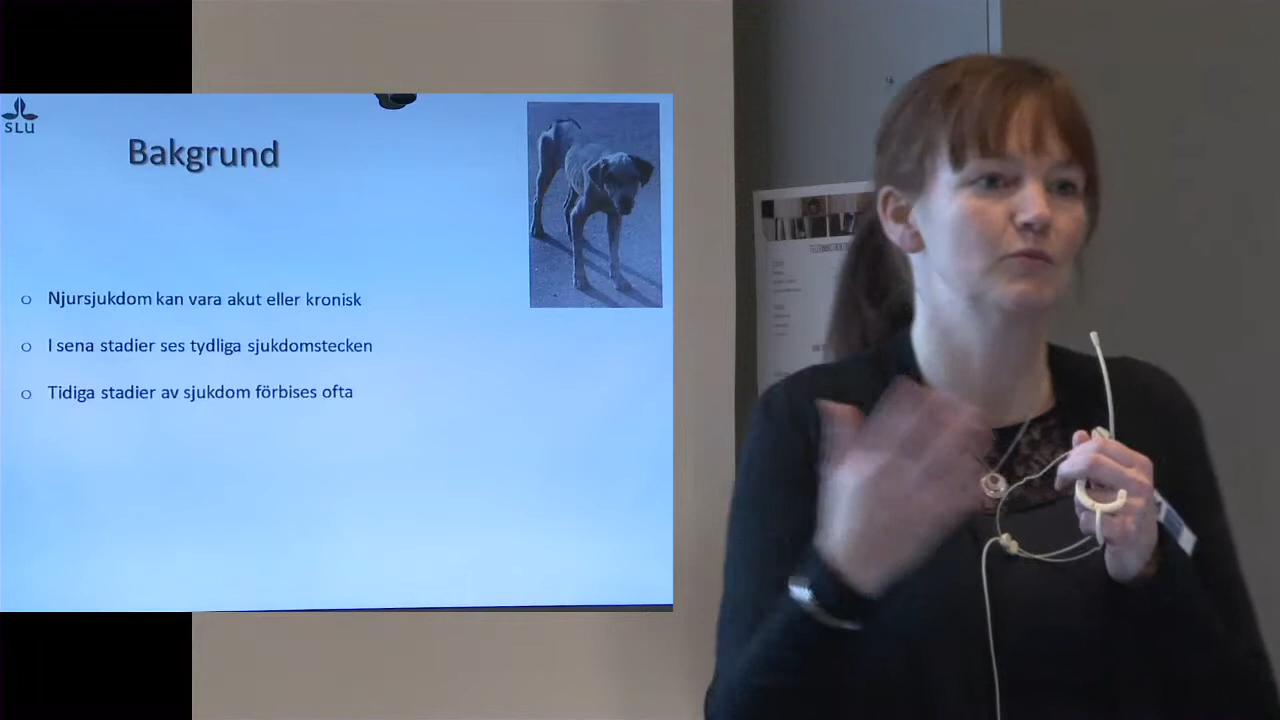 SLU
Bakgrund
Njursjukdom kan vara akut eller kronisk
I sena stadier ses tydliga sjukdomstecken
Tidiga stadier av sjukdom förbises ofta